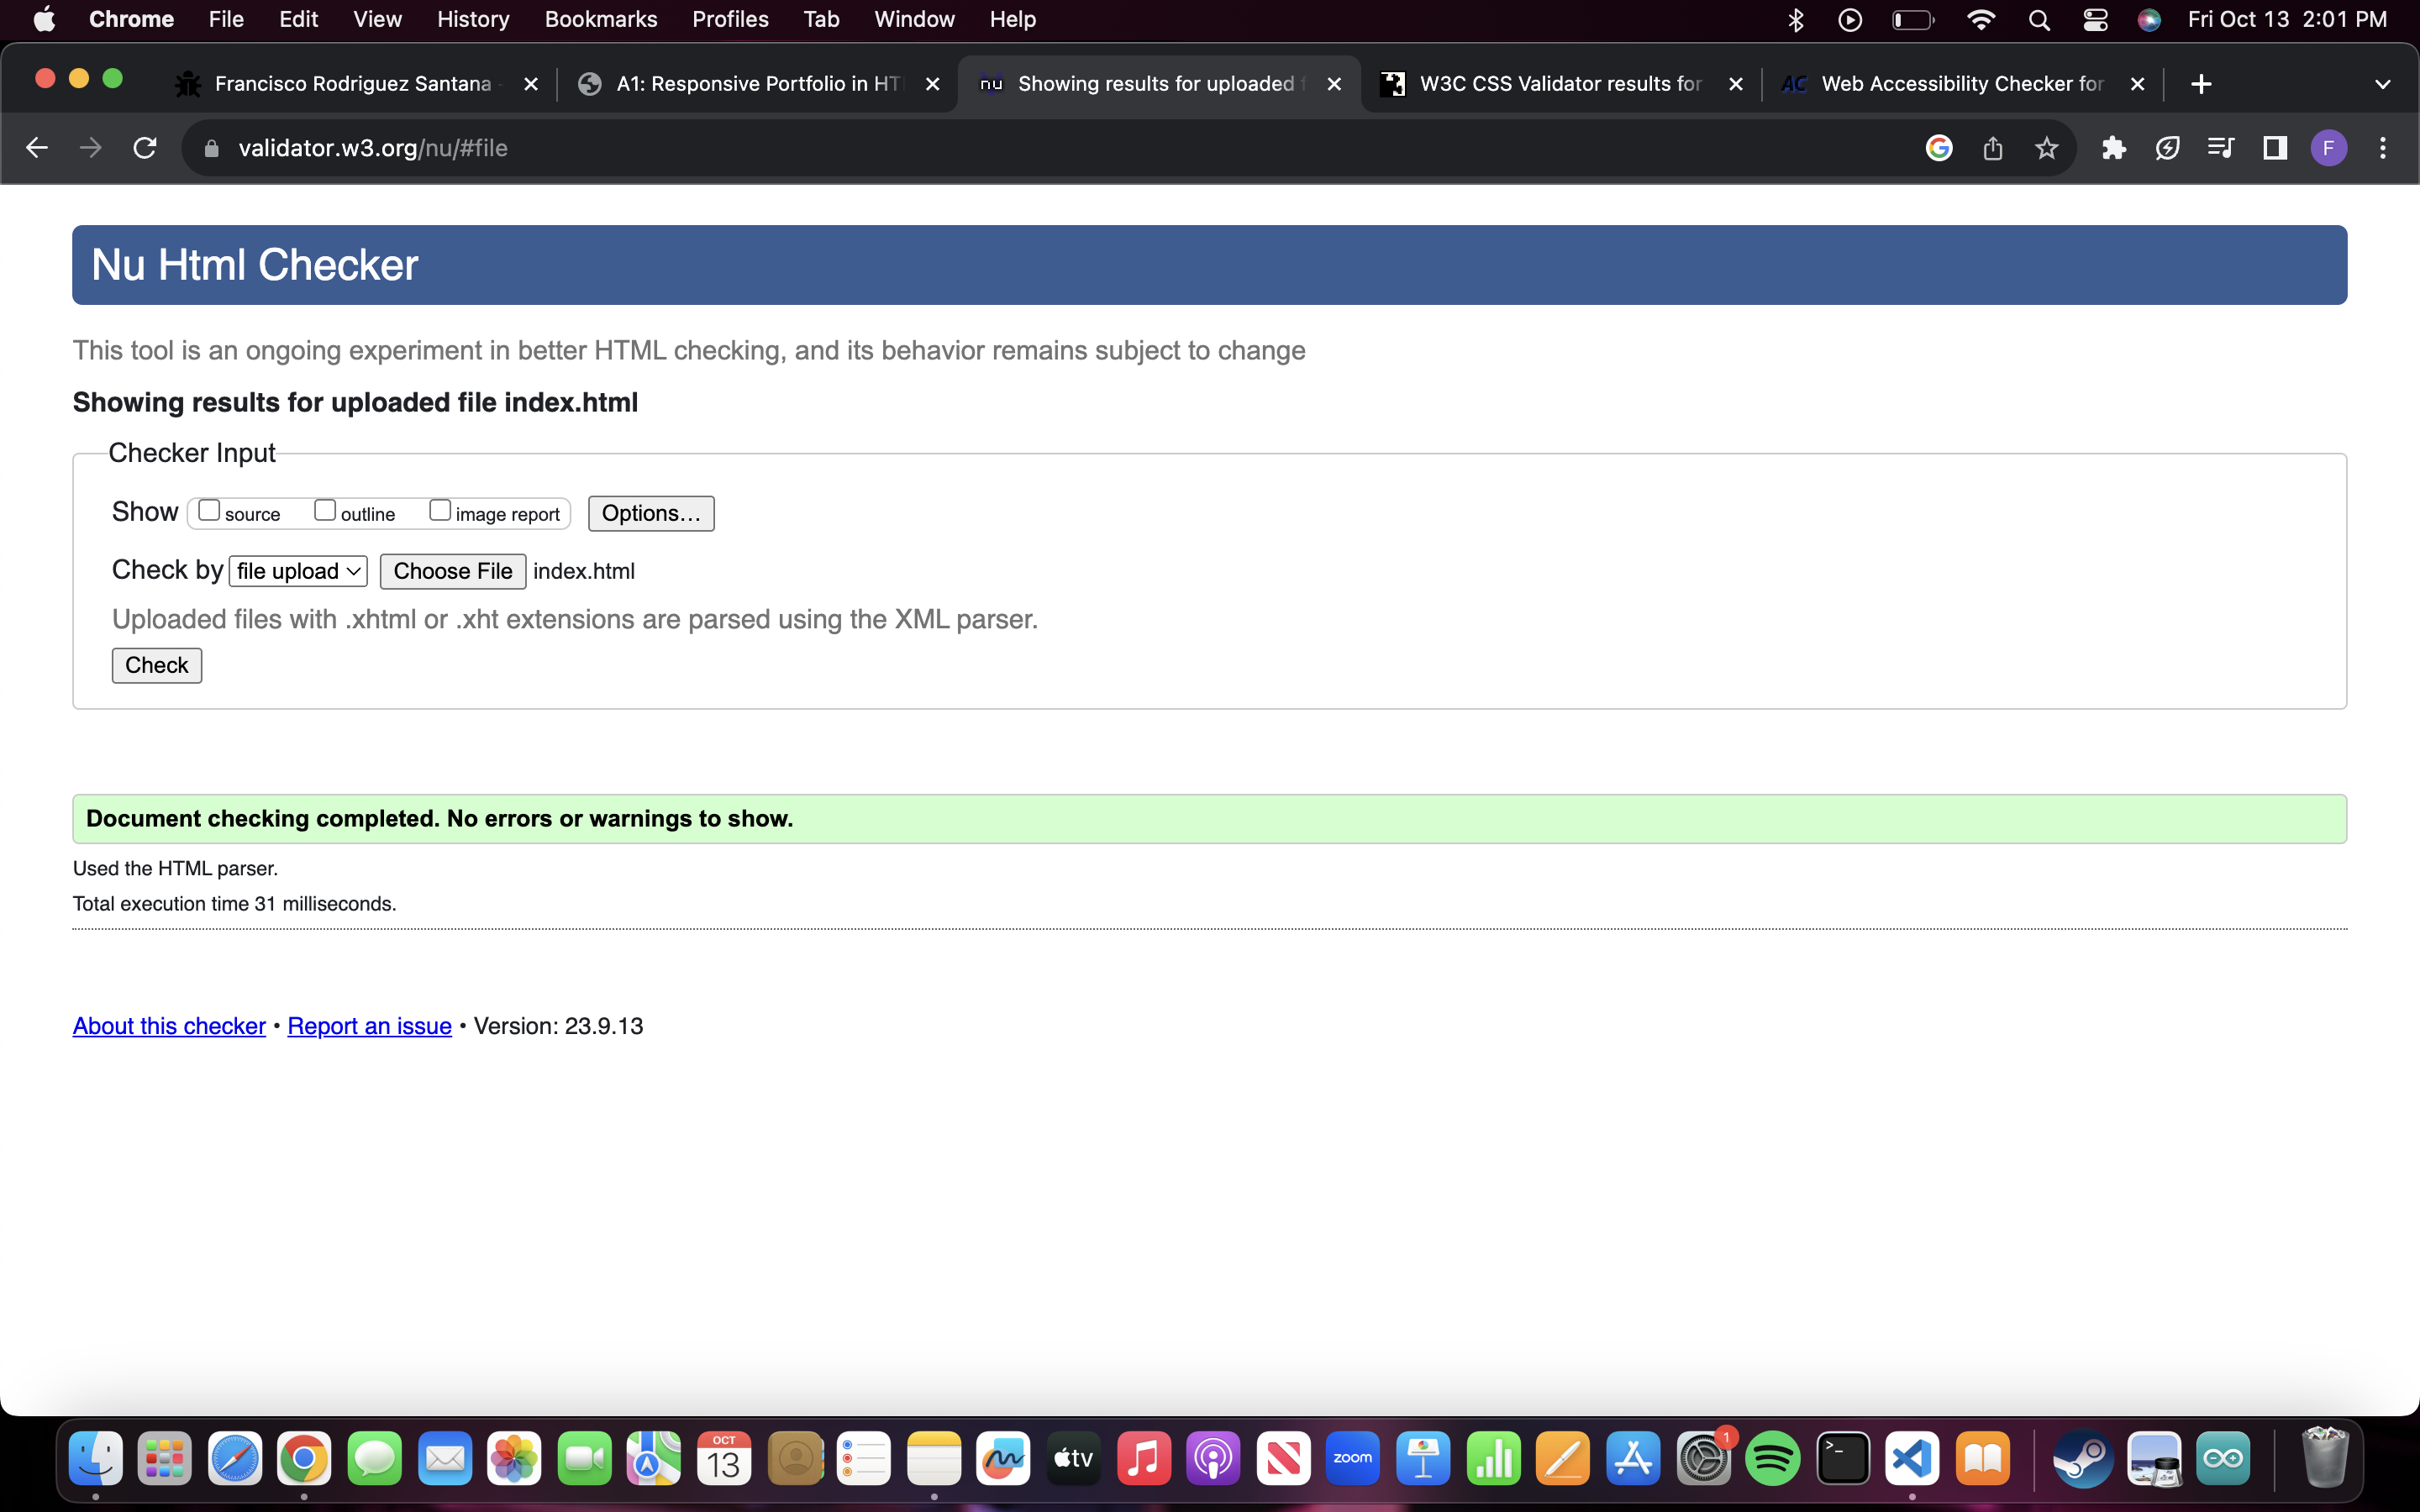 Chrome File Edit View History Bookmarks Profiles Tab Window Help Fri Oct 13 2:01 PM
Francisco Rodriguez Santana - A1: Responsive Portfolio in HT nu Showing results for uploaded f W3C CSS Validator results for AC Web Accessibility Checker for
validator.w3.org/nu/#file F
Nu Html Checker
This tool is an ongoing experiment in better HTML checking, and its behavior remains subject to change
Showing results for uploaded file index.html
Checker Input
Show source outline image report Options...
Check by file upload Choose File index.html
Uploaded files with .xhtml or .xht extensions are parsed using the XML parser.
Check
Document checking completed. No errors or warnings to show.
Used the HTML parser.
Total execution time 31 milliseconds.
About this checker • Report an issue • Version: 23.9.13
OCT
13
tv
zoom
1
>_